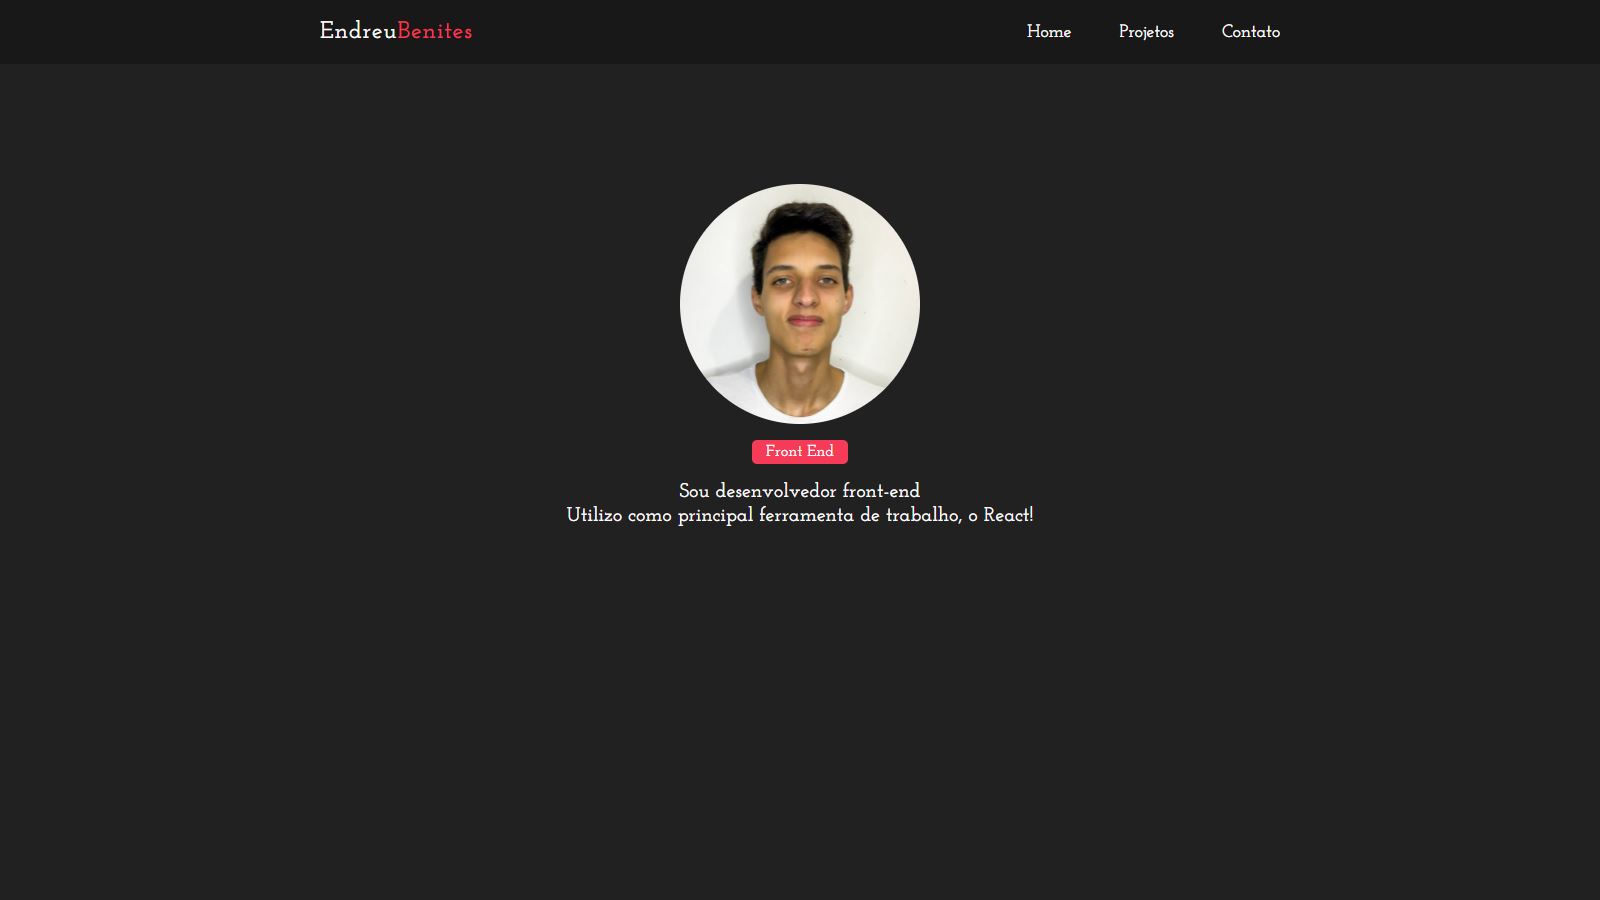 EndreuBenites
Home
Projetos
Contato
Front End
Sou desenvolvedor front-end
Utilizo como principal ferramenta de trabalho, o React!